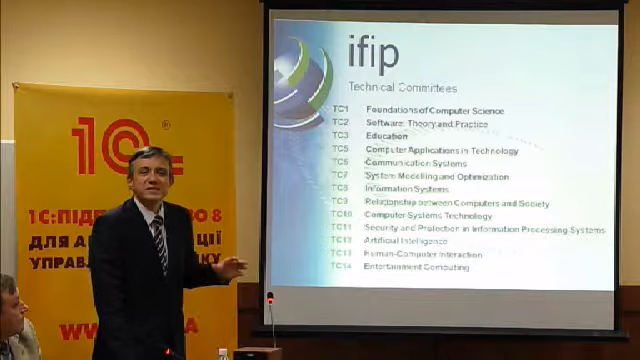 1С
®
1С:ПІД
ВО 8
ДЛЯ А
ЦІЇ
УПРАВ
КУ
ifip
Technical Committees
TC1 Foundations of Computer Science
TC2 Software: Theory and Practice
TC3 Education
TC5 Computer Applications in Technology
TC6 Communication Systems
TC7 System Modelling and Optimization
TC8 Information Systems
TC9 Relationship between Computers and Society
TC10 Computer Systems Technology
TC11 Security and Protection in Information Processing Systems
TC12 Artificial Intelligence
TC13 Human-Computer Interaction
TC14 Entertainment Computing